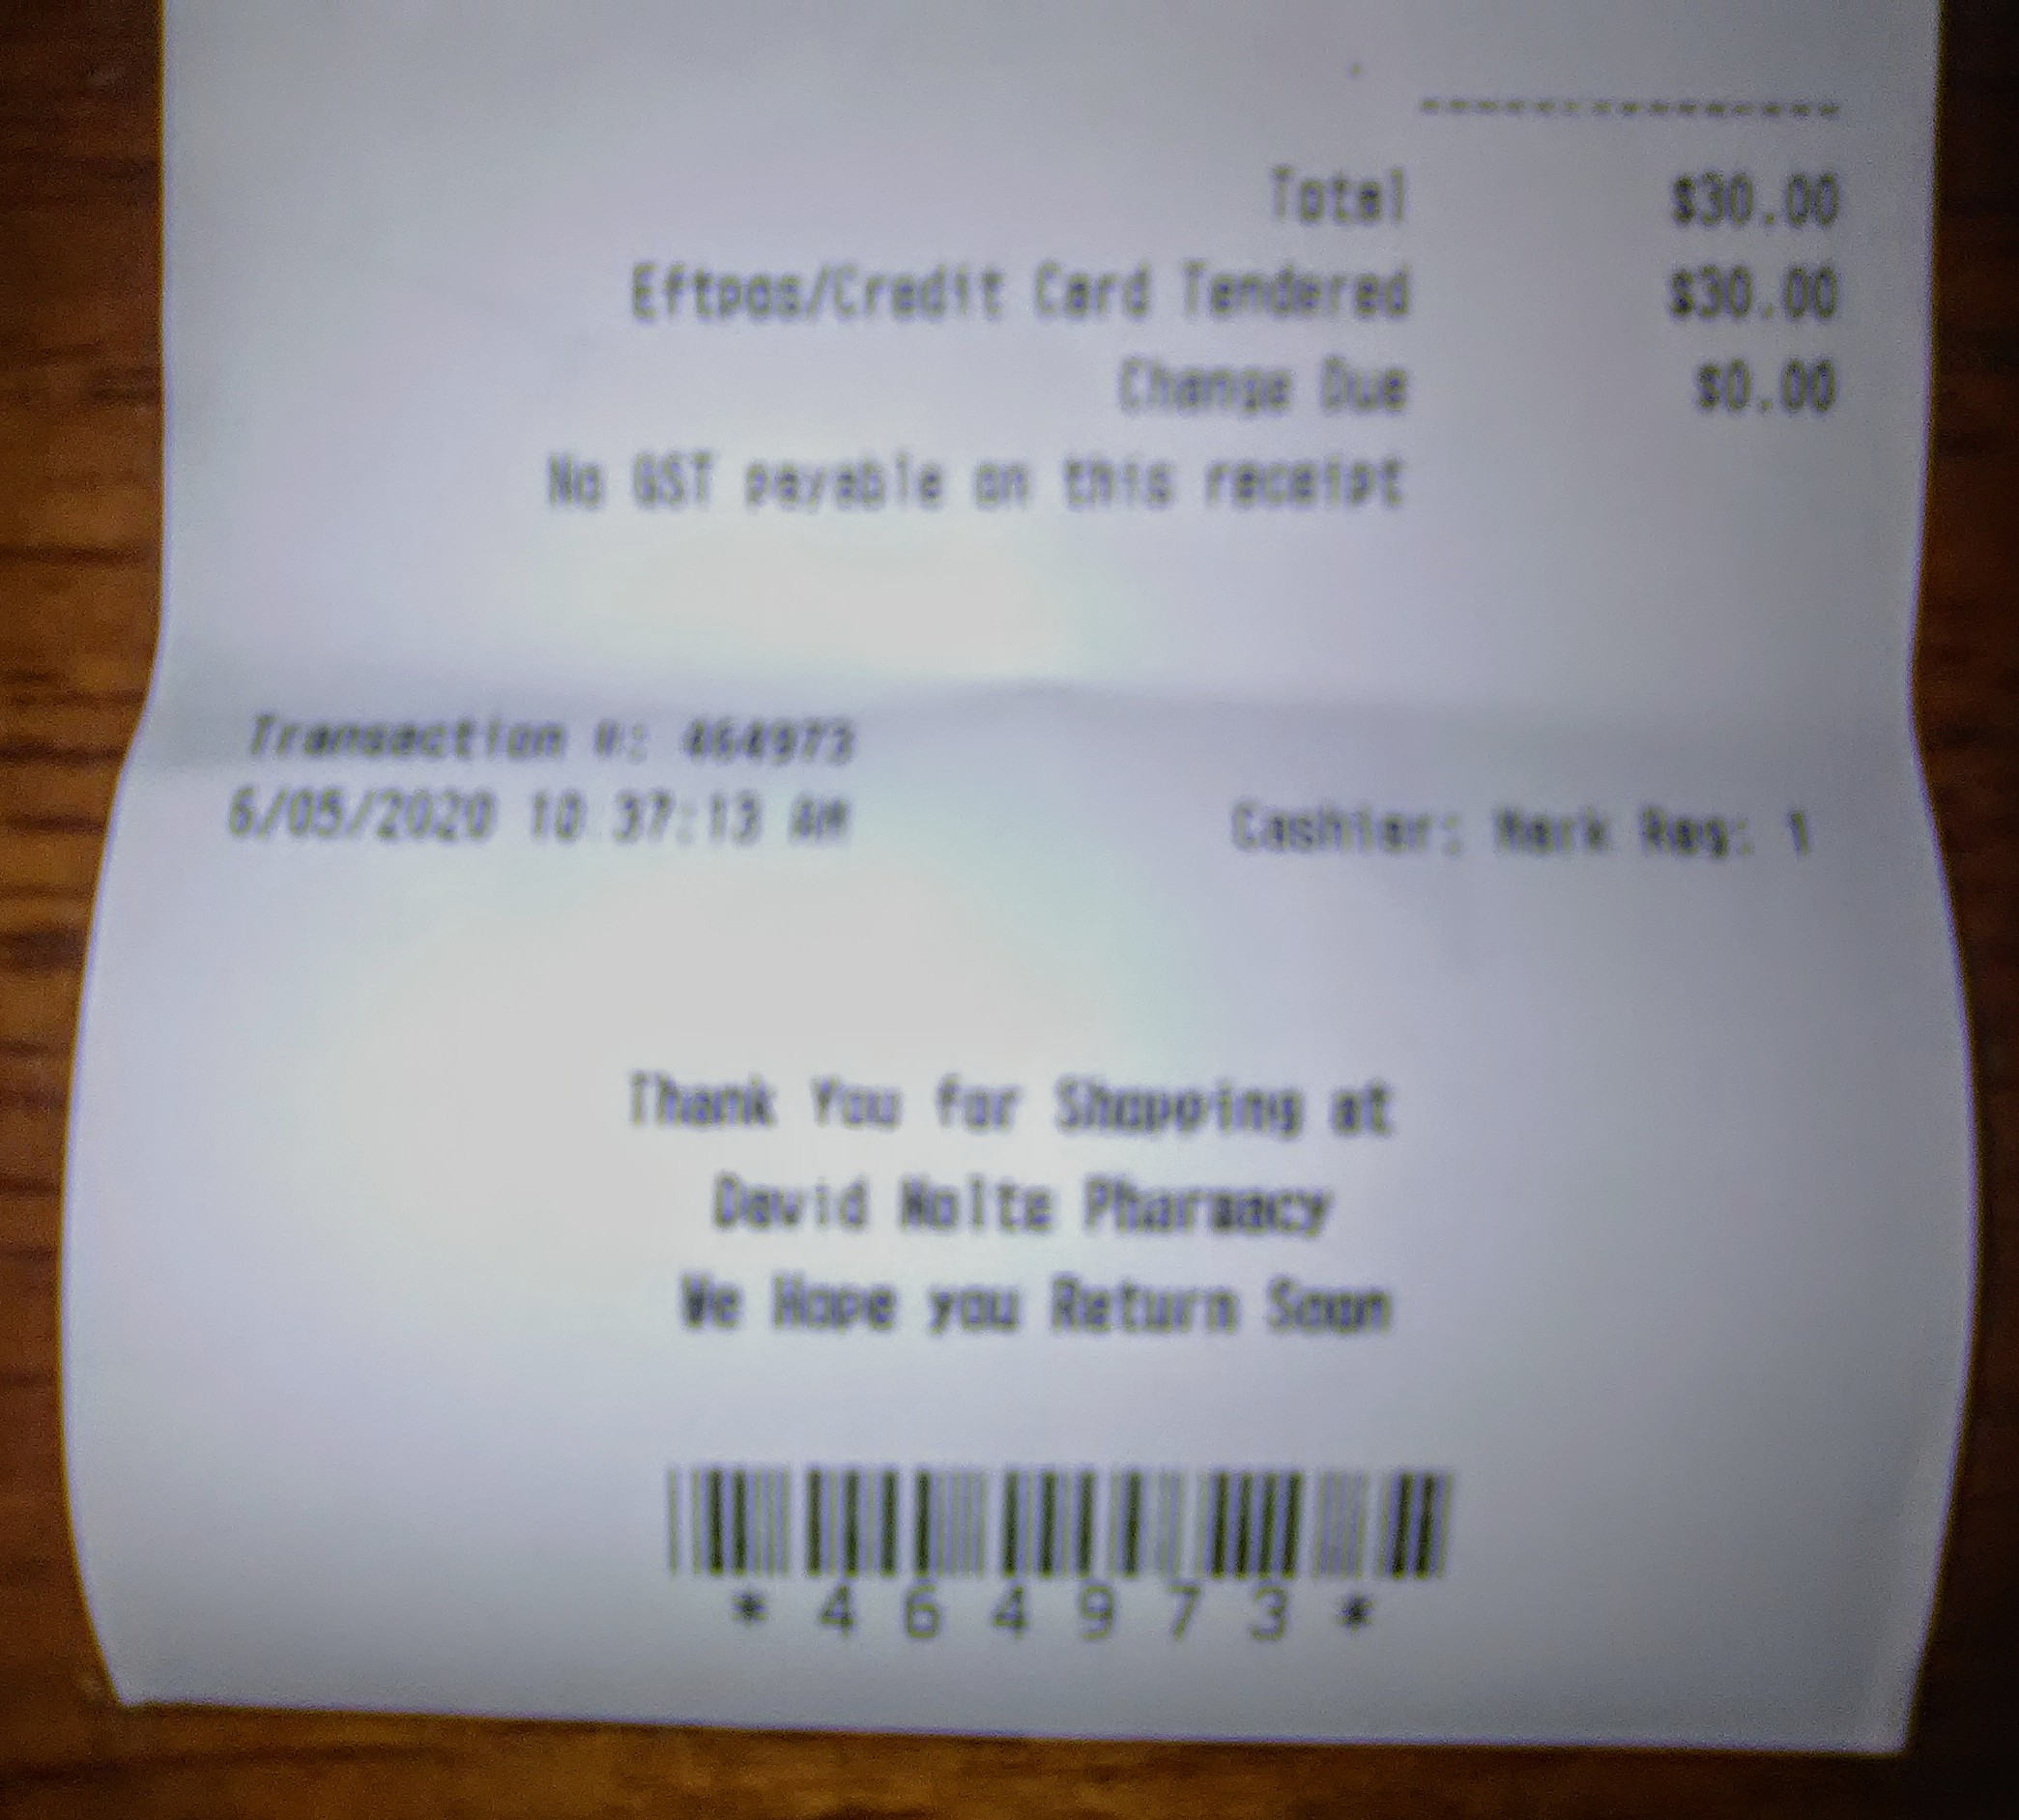 Total $30.00
Eftpos/Credit Card Tendered $30.00
Change Due $0.00
No GST payable on this receipt
Transaction #: 464973
6/05/2020 10:37:13 AM Cashier: Mark Reg: 1
Thank You for Shopping at
David Nolte Pharmacy
We Hope you Return Soon
*464973*